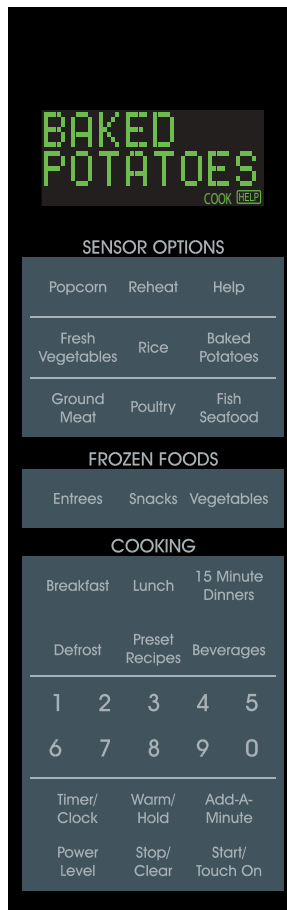 BAKED
POTATOES
COOK HELP
SENSOR OPTIONS
Popcorn Reheat Help
Fresh Vegetables Rice Baked Potatoes
Ground Meat Poultry Fish Seafood
FROZEN FOODS
Entrees Snacks Vegetables
COOKING
Breakfast Lunch 15 Minute Dinners
Defrost Preset Recipes Beverages
1 2 3 4 5
6 7 8 9 0
Timer/Clock Warm/Hold Add-A-Minute
Power Level Stop/Clear Start/Touch On